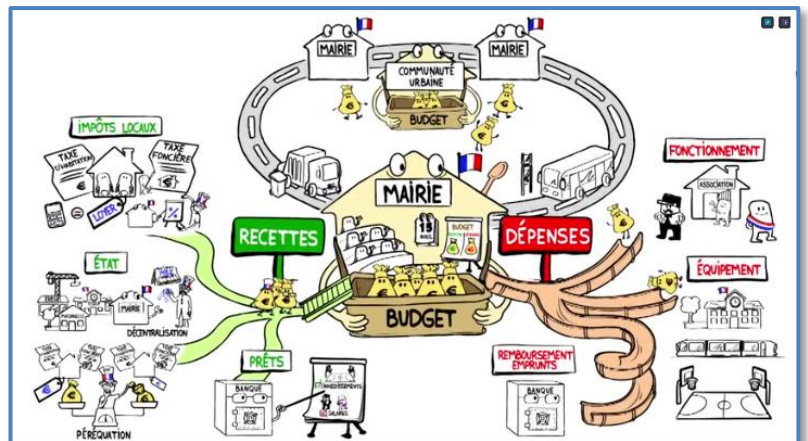 MAIRIE
MAIRIE
COMMUNAUTÉ
URBAINE
BUDGET
IMPÔTS LOCAUX
TAXE
D'HABITATION
TAXE
FONCIÈRE
LOYER
%
FONCTIONNEMENT
ASSOCIATION
MAIRIE
15
AVRIL
BUDGET
RECETTES
DÉPENSES
ÉTAT
MAIRIE
DÉCENTRALISATION
ÉQUIPEMENT
BUDGET
PRÊTS
BANQUE
INVESTISSEMENTS
SALAIRES
REMBOURSEMENT
EMPRUNTS
BANQUE
PÉRÉQUATION